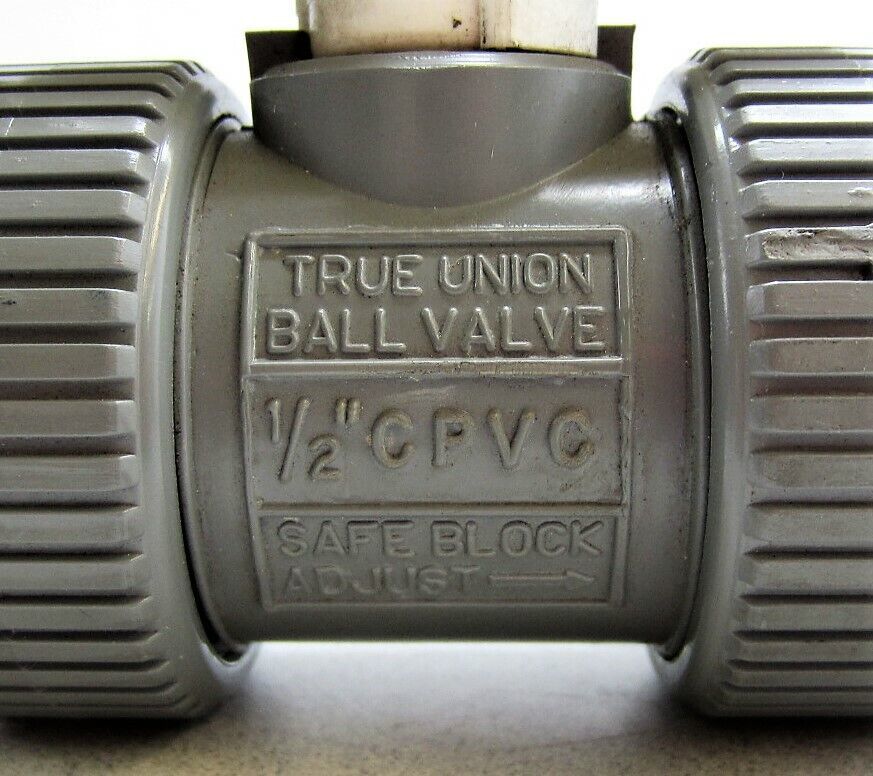 TRUE UNION
BALL VALVE
1/2" CPVC
SAFE BLOCK
ADJUST →